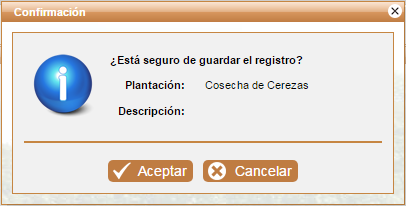 Confirmación
¿Está seguro de guardar el registro?
Plantación: Cosecha de Cerezas
Descripción:
Aceptar Cancelar